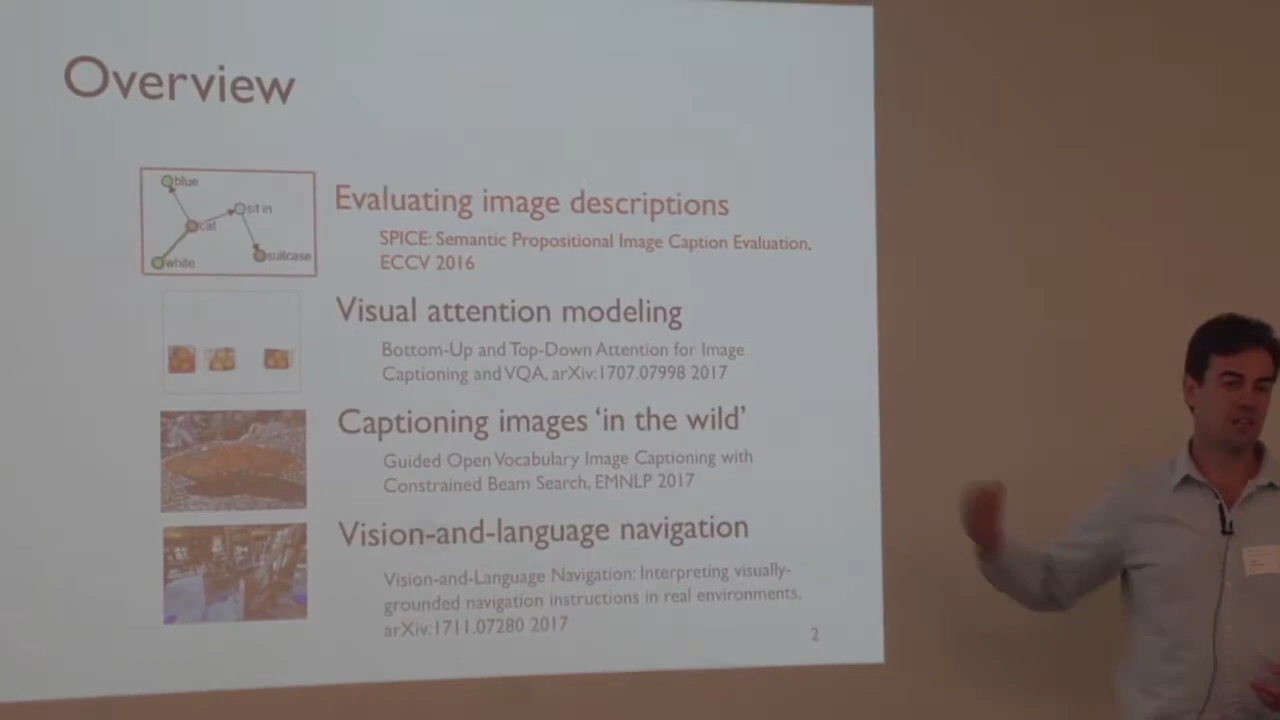 Overview
blue
sit in
cat
white
suitcase
Evaluating image descriptions
SPICE: Semantic Propositional Image Caption Evaluation,
ECCV 2016
Visual attention modeling
Bottom-Up and Top-Down Attention for Image
Captioning and VQA, arXiv:1707.07998 2017
Captioning images ‘in the wild’
Guided Open Vocabulary Image Captioning with
Constrained Beam Search, EMNLP 2017
Vision-and-language navigation
Vision-and-Language Navigation: Interpreting visually-
grounded navigation instructions in real environments,
arXiv:1711.07280 2017
2